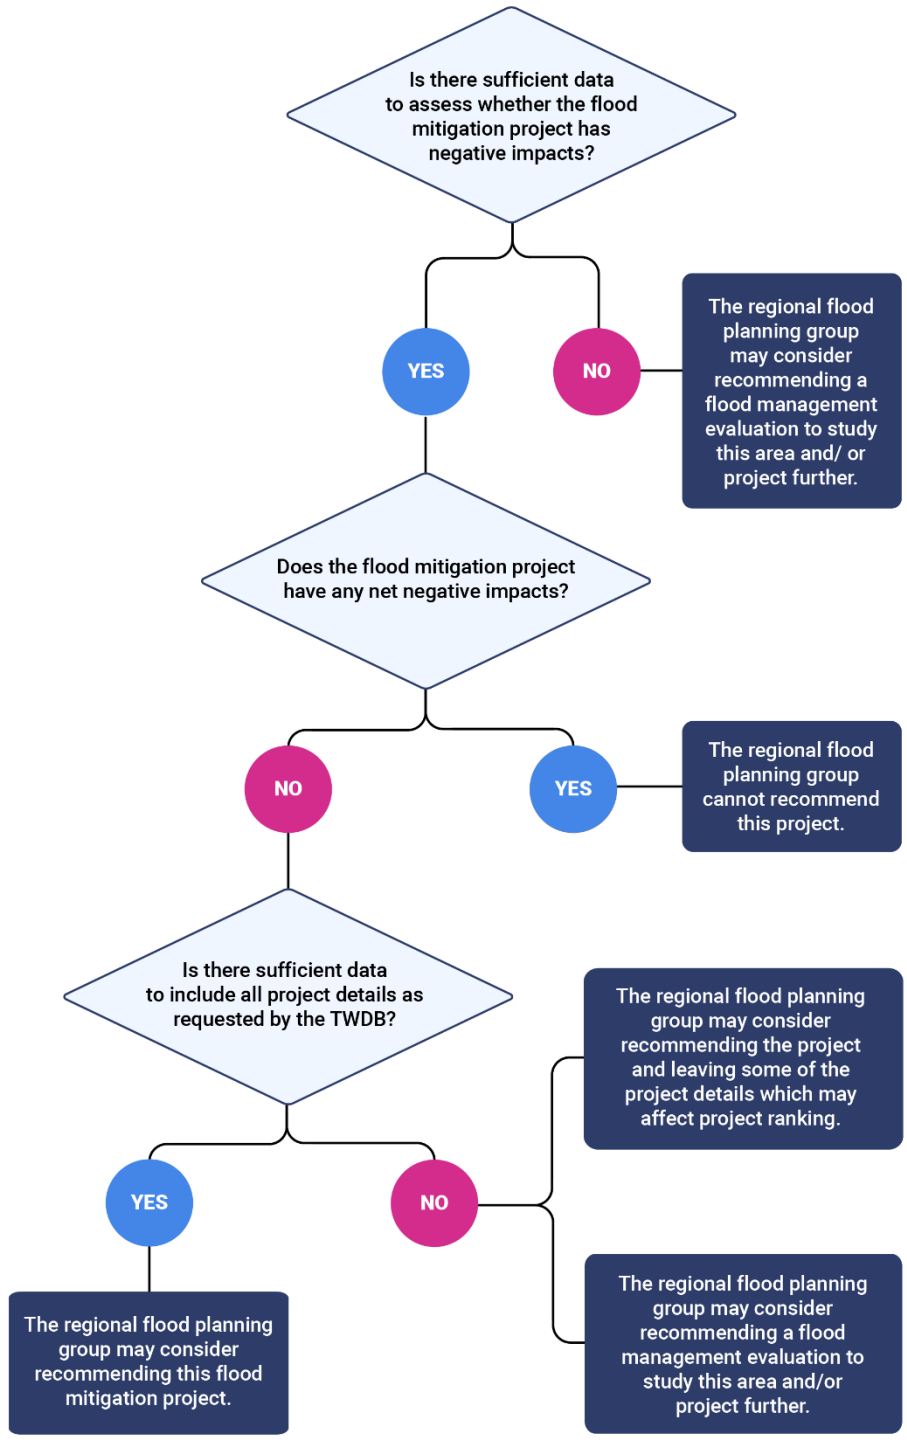 Is there sufficient data
to assess whether the flood
mitigation project has
negative impacts?
YES
NO
The regional flood
planning group
may consider
recommending a
flood management
evaluation to study
this area and/ or
project further.
Does the flood mitigation project
have any net negative impacts?
NO
YES
The regional flood
planning group
cannot recommend
this project.
Is there sufficient data
to include all project details as
requested by the TWDB?
YES
NO
The regional flood planning
group may consider
recommending the project
and leaving some of the
project details which may
affect project ranking.
The regional flood planning
group may consider
recommending a flood
management evaluation to
study this area and/or
project further.
The regional flood planning
group may consider
recommending this flood
mitigation project.